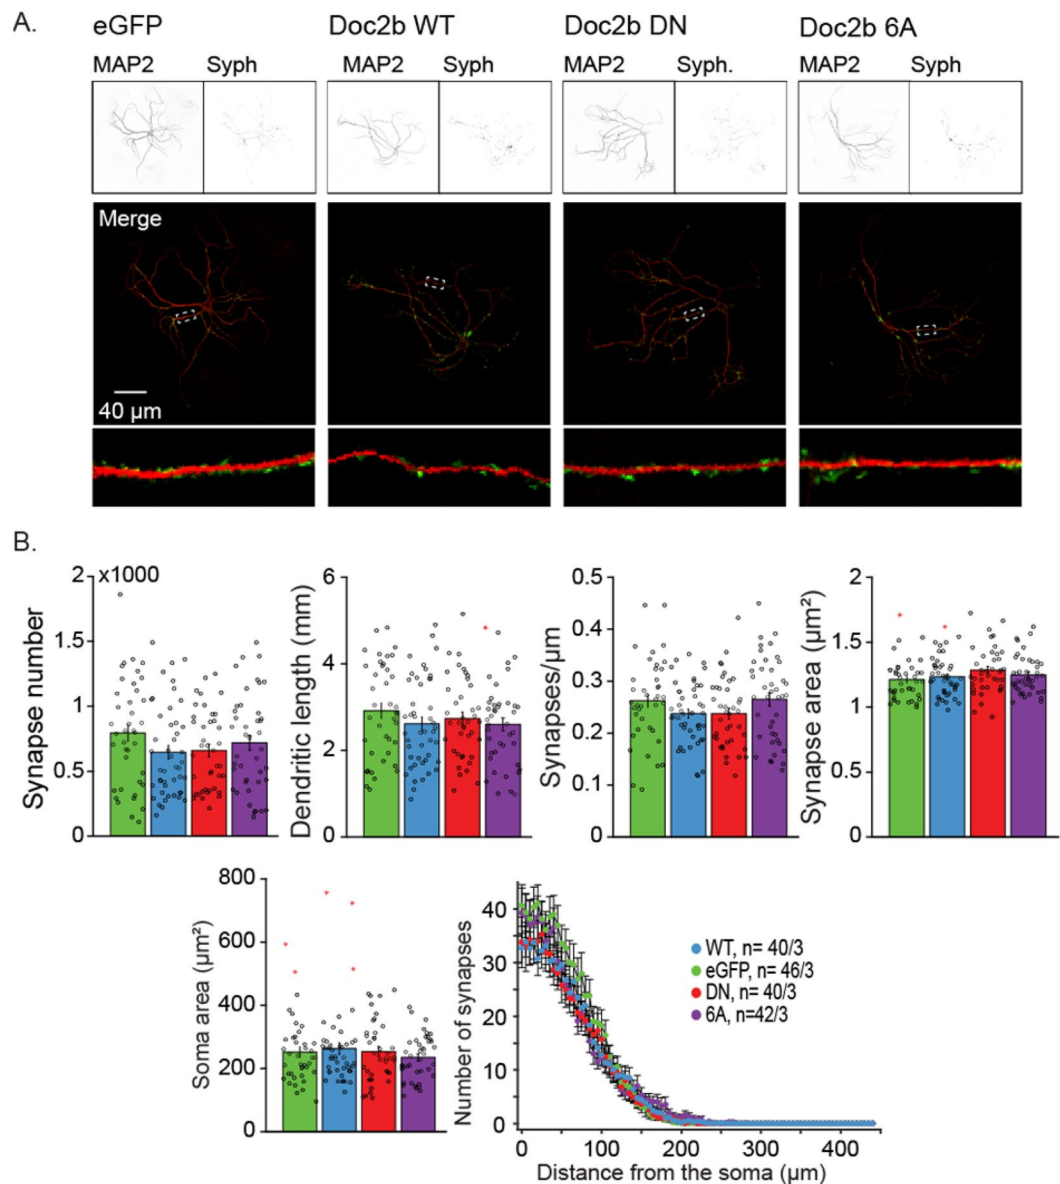 A.
eGFP Doc2b WT Doc2b DN Doc2b 6A
MAP2 Syph MAP2 Syph MAP2 Syph. MAP2 Syph
Merge
40 µm
B.
Synapse number
x1000
2
1.5
1
0.5
0
Dendritic length (mm)
6
4
2
0
Synapses/µm
0.5
0.4
0.3
0.2
0.1
0
Synapse area (µm²)
2
1.5
1
0.5
0
Soma area (µm²)
800
600
400
200
0
Number of synapses
40
30
20
10
0
WT, n= 40/3
eGFP, n= 46/3
DN, n= 40/3
6A, n=42/3
0 100 200 300 400
Distance from the soma (µm)